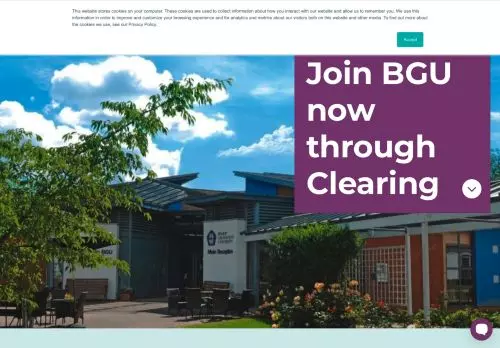 This website stores cookies on your computer. These cookies are used to collect information about how you interact with our website and allow us to remember you. We use this
information in order to improve and customize your browsing experience and for analytics and metrics about our visitors both on this website and other media. To find out more about
the cookies we use, see our Privacy Policy.
Accept
Join BGU
now
through
Clearing
BGU
BISHOP
GROSSETESTE
UNIVERSITY
Main Reception